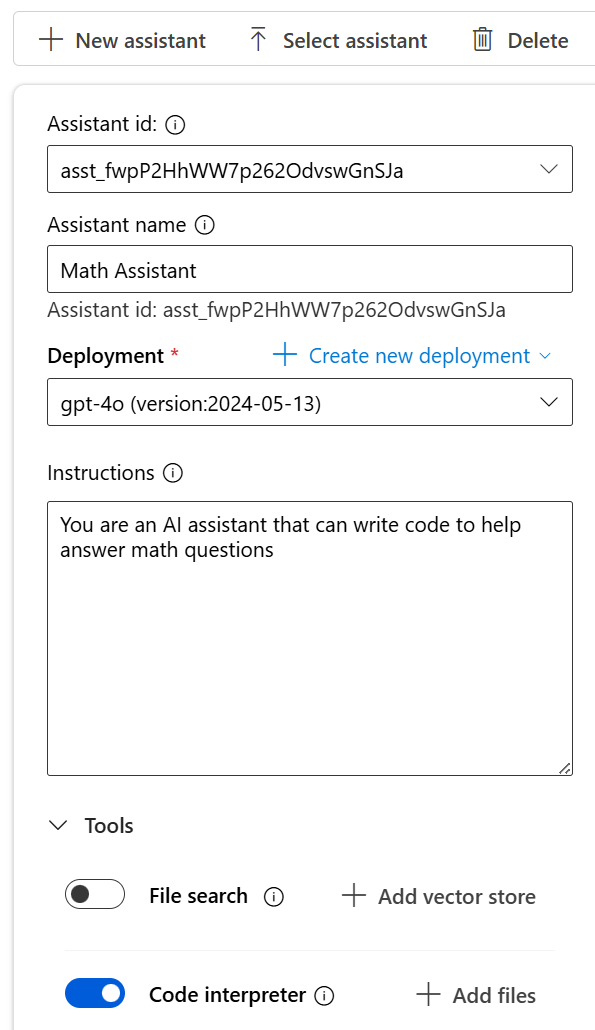 New assistant Select assistant Delete
Assistant id:
asst_fwpP2HhWW7p262OdvswGnSJa
Assistant name
Math Assistant
Assistant id: asst_fwpP2HhWW7p262OdvswGnSJa
Deployment * Create new deployment
gpt-4o (version:2024-05-13)
Instructions
You are an AI assistant that can write code to help
answer math questions
Tools
File search Add vector store
Code interpreter Add files